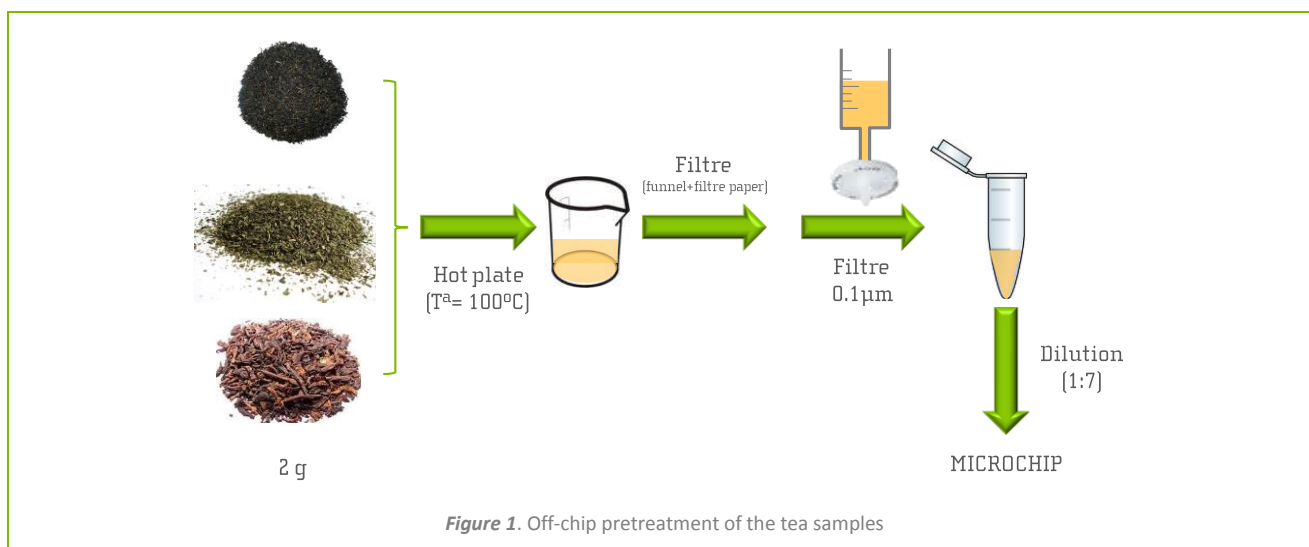 2 g
Hot plate
(Tª= 100ºC)
Filtre
(funnel+filtre paper)
Filtre
0.1µm
Dilution
(1:7)
MICROCHIP
Figure 1. Off-chip pretreatment of the tea samples